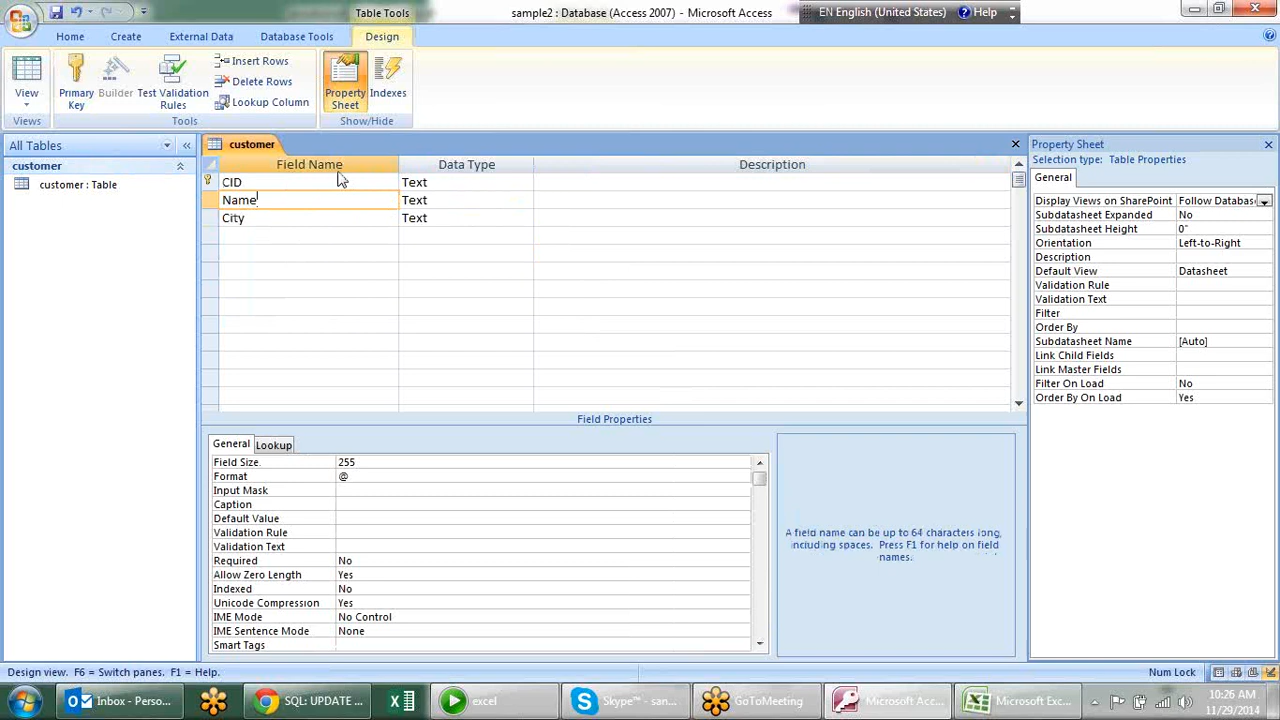 Table Tools
sample2 : Database (Access 2007) - Microsoft Access
EN English (United States)
Help
Home
Create
External Data
Database Tools
Design
View
Primary Key
Builder
Test Validation Rules
Insert Rows
Delete Rows
Lookup Column
Property Sheet
Indexes
Views
Tools
Show/Hide
All Tables
customer
customer : Table
customer
Field Name Data Type Description
CID Text
Name Text
City Text
Field Properties
General Lookup
Field Size 255
Format @
Input Mask
Caption
Default Value
Validation Rule
Validation Text
Required No
Allow Zero Length Yes
Indexed No
Unicode Compression Yes
IME Mode No Control
IME Sentence Mode None
Smart Tags
A field name can be up to 64 characters long,
including spaces. Press F1 for help on field
names.
Property Sheet
Selection type: Table Properties
General
Display Views on SharePoint Follow Databas
Subdatasheet Expanded No
Subdatasheet Height 0"
Orientation Left-to-Right
Description
Default View Datasheet
Validation Rule
Validation Text
Filter
Order By
Subdatasheet Name [Auto]
Link Child Fields
Link Master Fields
Filter On Load No
Order By On Load Yes
Design view. F6 = Switch panes. F1 = Help.
Num Lock
Inbox - Perso...
SQL: UPDATE ...
excel
Skype™ - san...
GoToMeeting
Microsoft Acc...
Microsoft Exc...
10:26 AM
11/29/2014